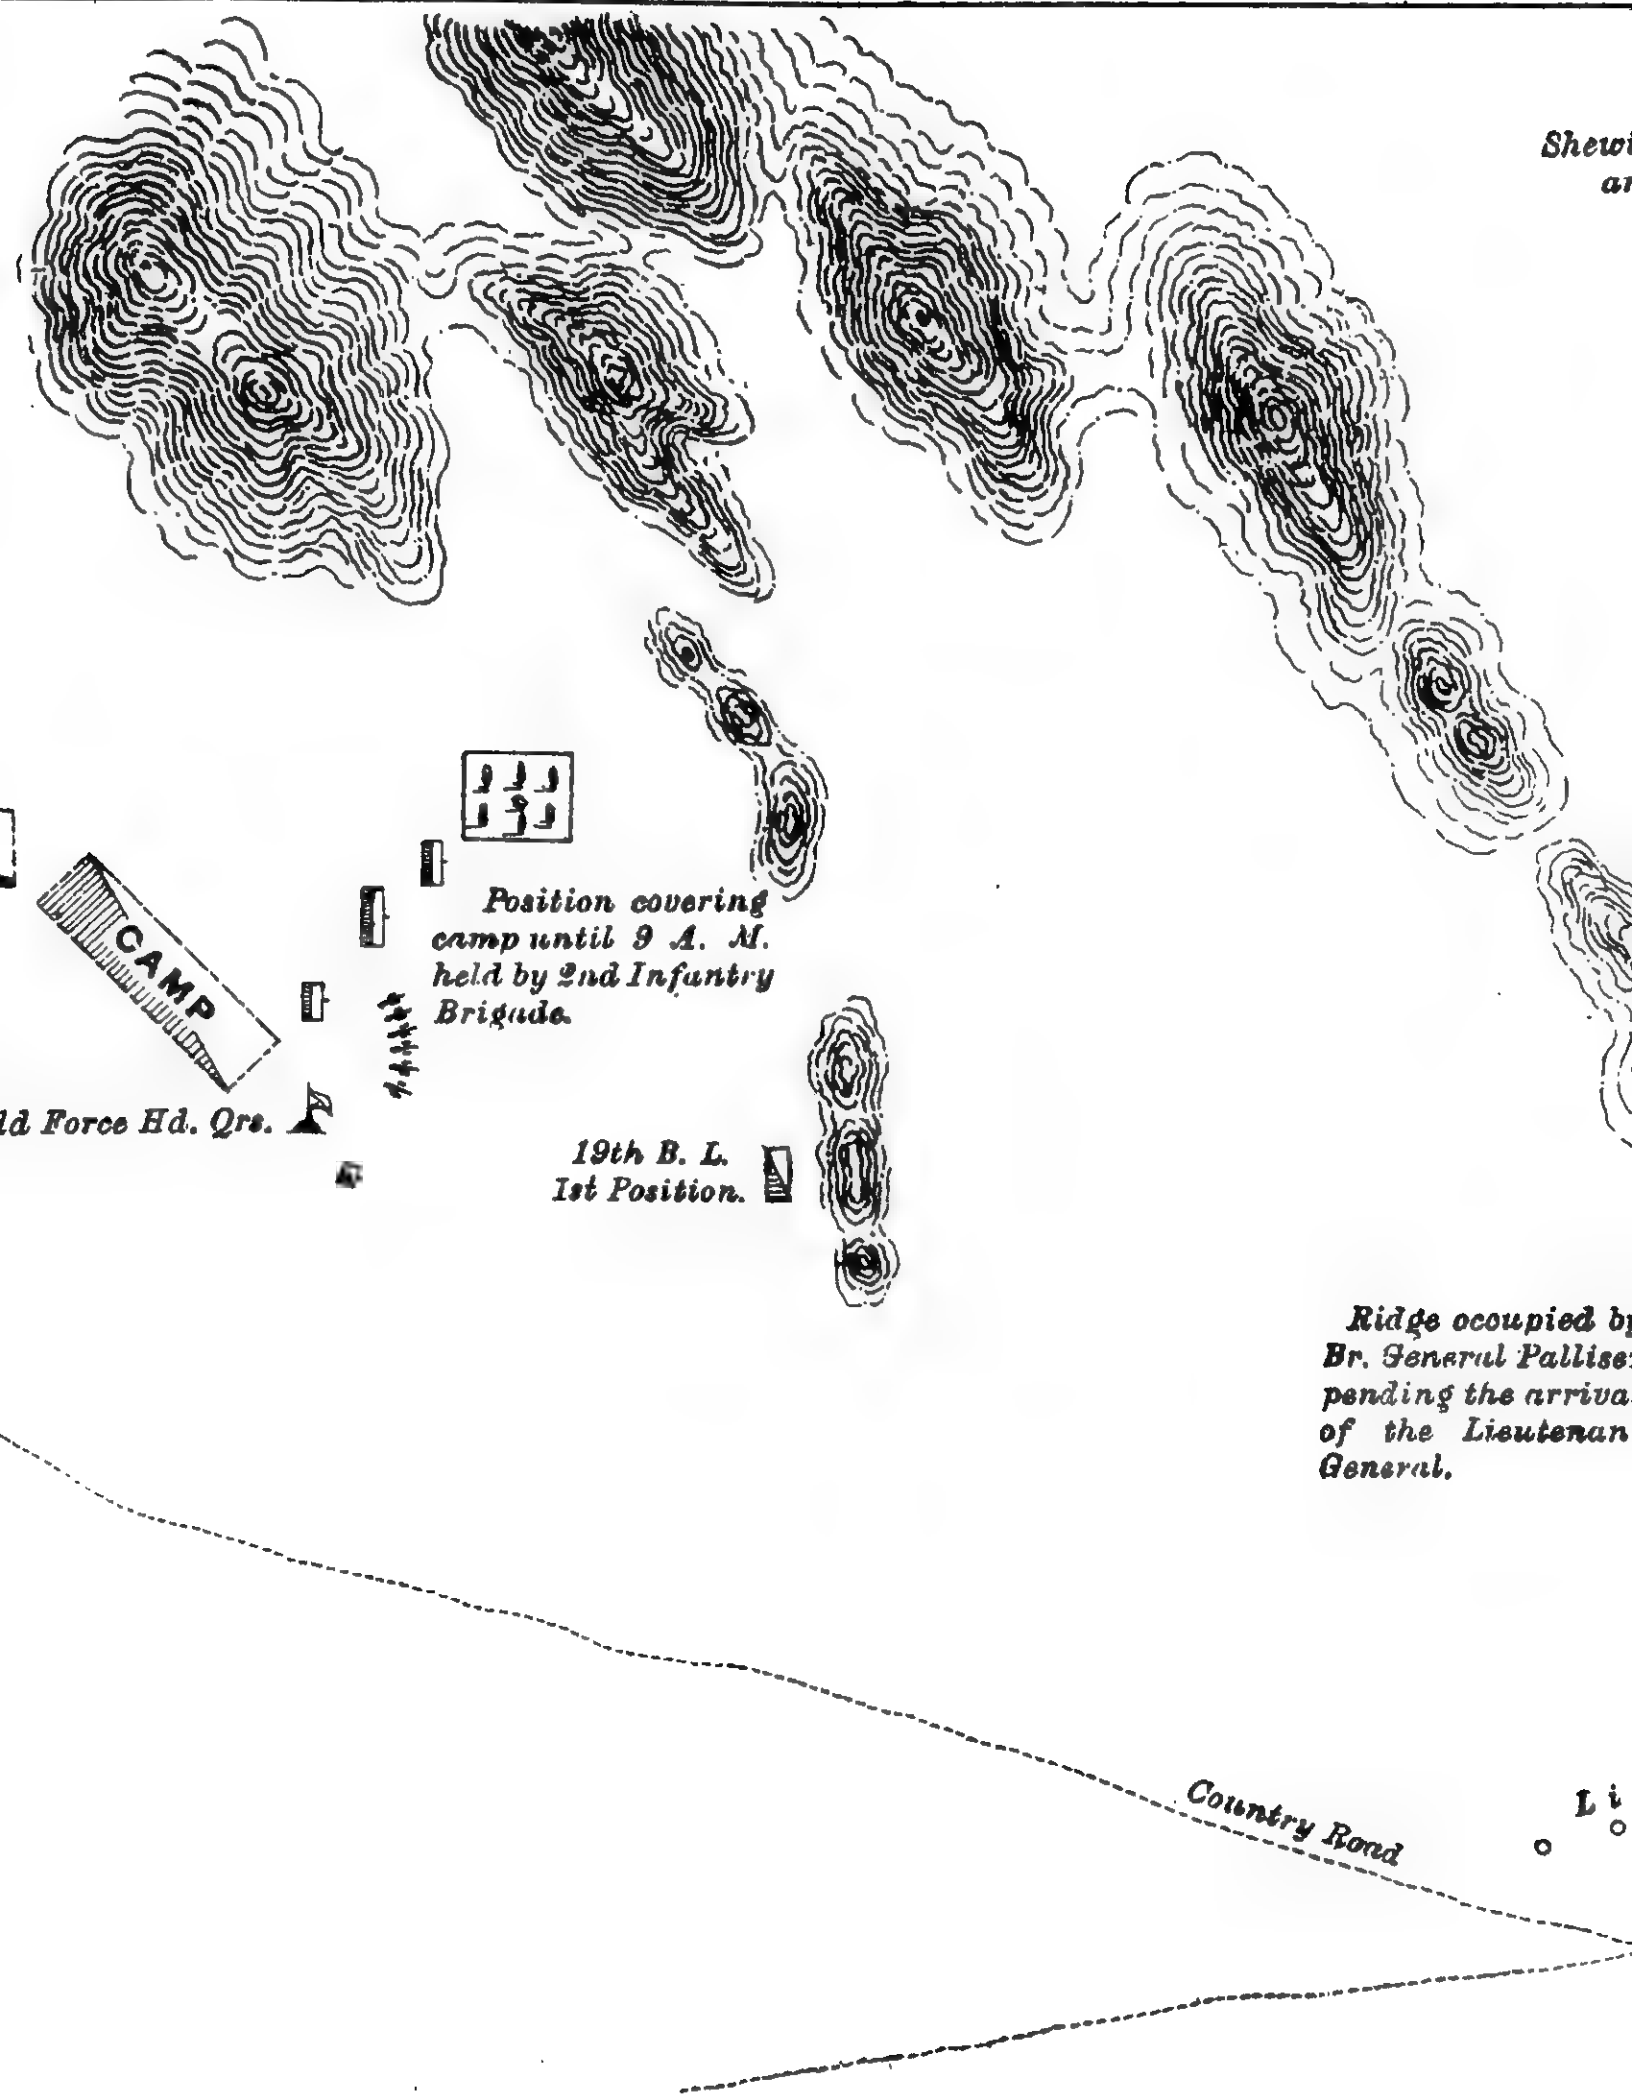 Shewi
an
Position covering
camp until 9 A. M.
held by 2nd Infantry
Brigade.
CAMP
ld Force Hd. Qrs.
19th B. L.
1st Position.
Ridge occupied by
Br. General Palliser
pending the arriva
of the Lieutenan
General.
Country Road
L i